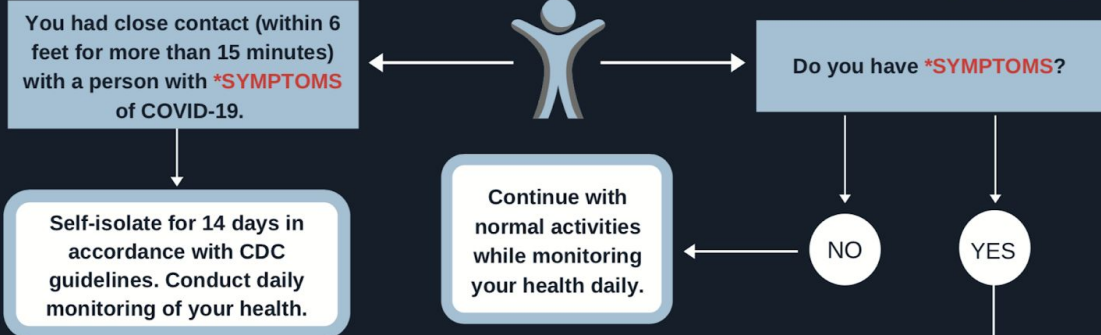 You had close contact (within 6
feet for more than 15 minutes)
with a person with *SYMPTOMS
of COVID-19.
Do you have *SYMPTOMS?
Self-isolate for 14 days in
accordance with CDC
guidelines. Conduct daily
monitoring of your health.
Continue with
normal activities
while monitoring
your health daily.
NO
YES